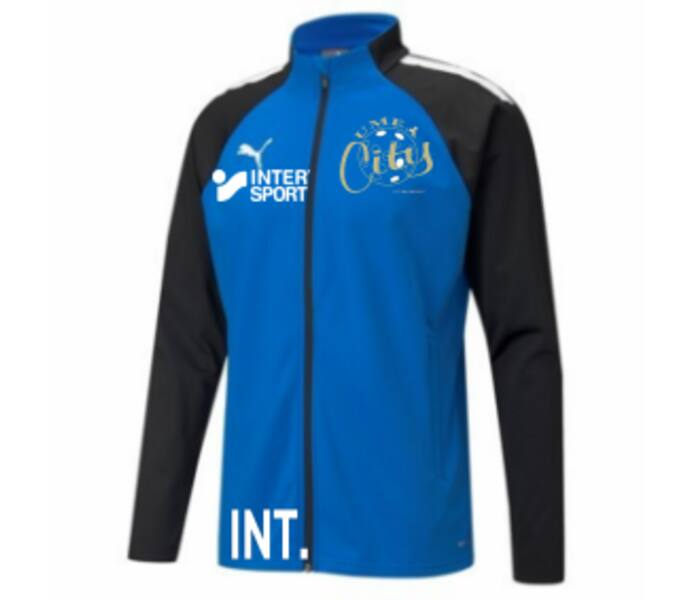 UMEÅ
City
INTER
SPORT
INT.